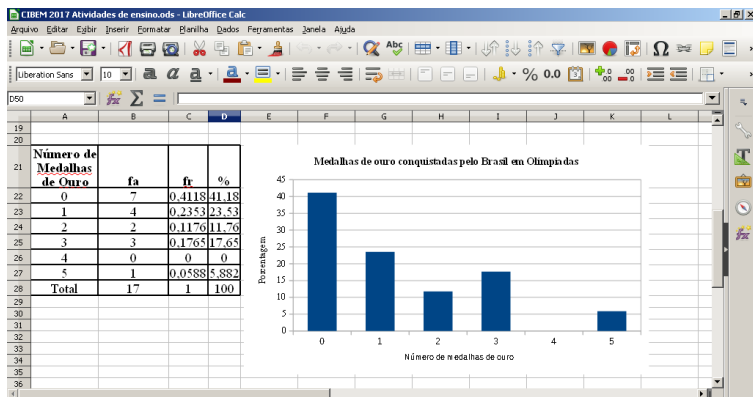 CIBEM 2017 Atividades de ensino.ods - LibreOffice Calc
Arquivo Editar Exibir Inserir Formatar Planilha Dados Ferramentas Janela Ajuda
Liberation Sans 10 a a a a % 0.0
D50
A B C D E F G H I J K L
19
20
21 Número de Medalhas de Ouro fa fr %
22 0 7 0,4118 41,18
23 1 4 0,2353 23,53
24 2 2 0,1176 11,76
25 3 3 0,1765 17,65
26 4 0 0 0
27 5 1 0,0588 5,882
28 Total 17 1 100
29
30
31
32
33
34
35
36
Medalhas de ouro conquistadas pelo Brasil em Olimpiadas
45
40
35
30
25
20
15
10
5
0
Porcentagem
0 1 2 3 4 5
Número de medalhas de ouro